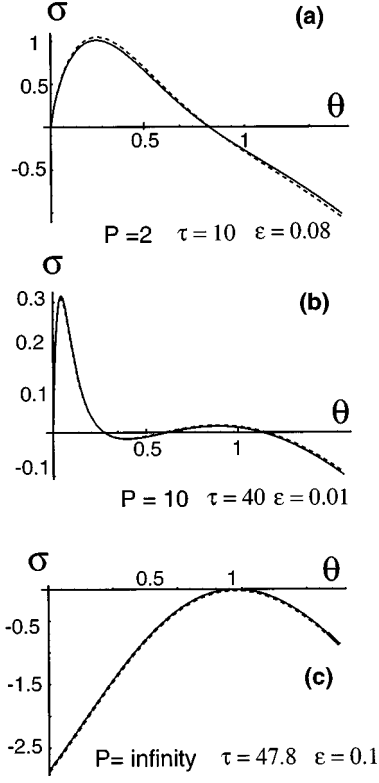 σ
(a)
1
0.5
θ
0.5
1
-0.5
P =2 τ = 10 ε = 0.08
σ
0.3
(b)
0.2
0.1
θ
0.5
1
-0.1
P = 10 τ = 40 ε = 0.01
σ
0.5
1
θ
-0.5
-1.5
(c)
-2.5
P= infinity τ = 47.8 ε = 0.1